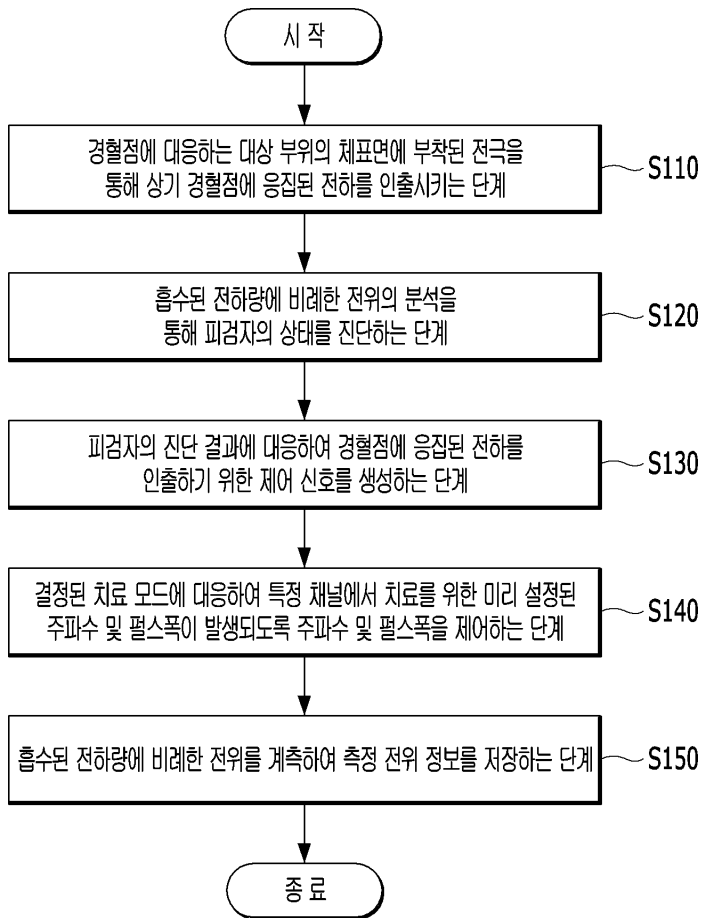 시 작
경혈점에 대응하는 대상 부위의 체표면에 부착된 전극을
통해 상기 경혈점에 응집된 전하를 인출시키는 단계
S110
흡수된 전하량에 비례한 전위의 분석을
통해 피검자의 상태를 진단하는 단계
S120
피검자의 진단 결과에 대응하여 경혈점에 응집된 전하를
인출하기 위한 제어 신호를 생성하는 단계
S130
결정된 치료 모드에 대응하여 특정 채널에서 치료를 위한 미리 설정된
주파수 및 펄스폭이 발생되도록 주파수 및 펄스폭을 제어하는 단계
S140
흡수된 전하량에 비례한 전위를 계측하여 측정 전위 정보를 저장하는 단계
S150
종 료